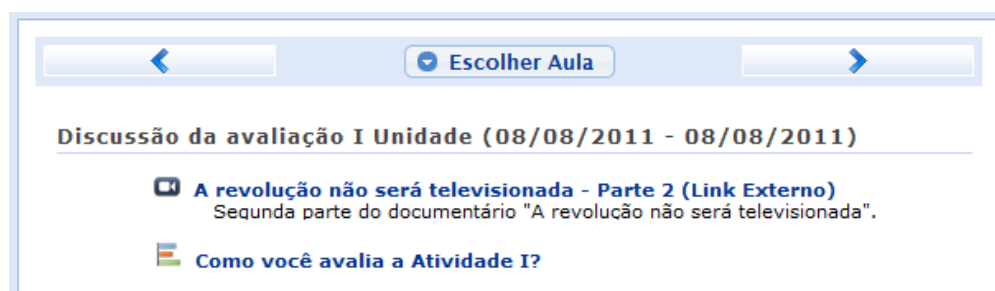 Escolher Aula
Discussão da avaliação I Unidade (08/08/2011 - 08/08/2011)
A revolução não será televisionada - Parte 2 (Link Externo)
Segunda parte do documentário "A revolução não será televisionada".
Como você avalia a Atividade I?